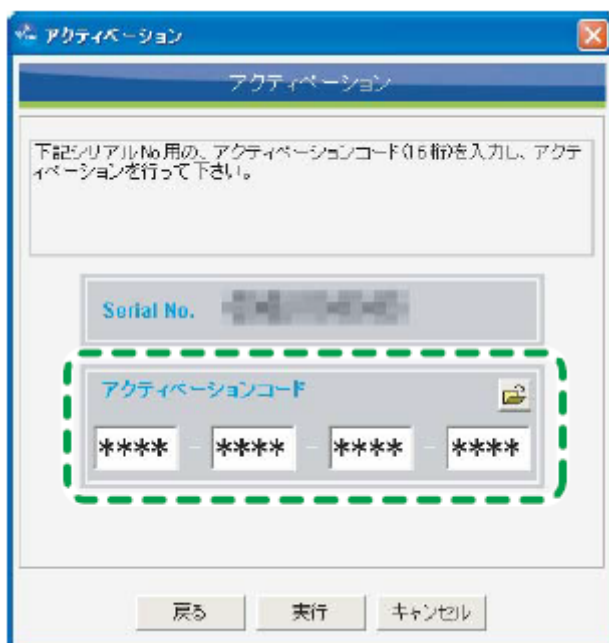 アクティベーション
アクティベーション
下記シリアルNo.用の、アクティベーションコード(16桁)を入力し、アクテ
ィベーションを行って下さい。
Serial No.
アクティベーションコード
**** - **** - **** - ****
戻る 実行 キャンセル